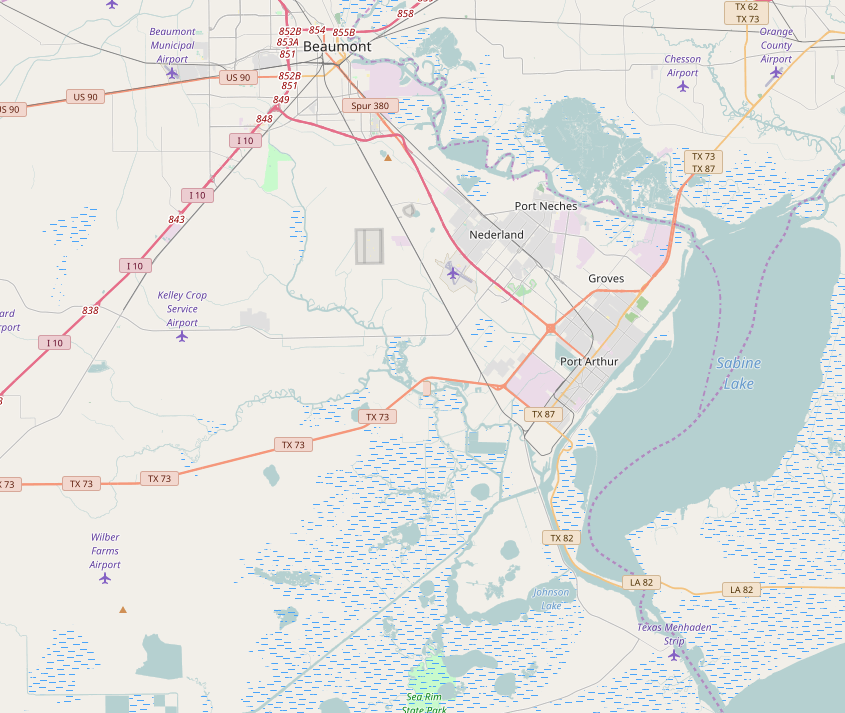 858
TX 62
TX 73
852B
854
855B
853A
Beaumont
851
Beaumont
Municipal
Airport
Orange
County
Airport
Chesson
Airport
US 90
852B
851
US 90
US 90
849
Spur 380
848
I 10
TX 73
TX 87
I 10
Port Neches
843
Nederland
I 10
Groves
Kelley Crop
Service
Airport
838
I 10
Port Arthur
Sabine
Lake
TX 87
TX 73
TX 73
TX 73
TX 73
X 73
Wilber
Farms
Airport
TX 82
LA 82
LA 82
Johnson
Lake
Texas Menhaden
Strip
Sea Rim
State Park